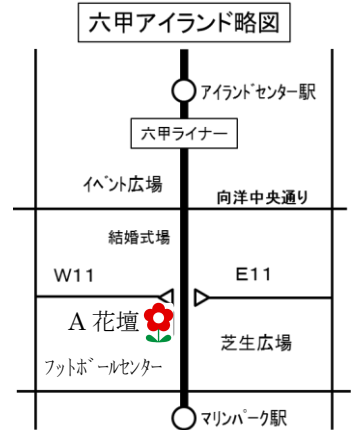 六甲アイランド略図
アイランドセンター駅
六甲ライナー
イベント広場
向洋中央通り
結婚式場
W11
E11
A 花壇
芝生広場
フットボールセンター
マリンパーク駅